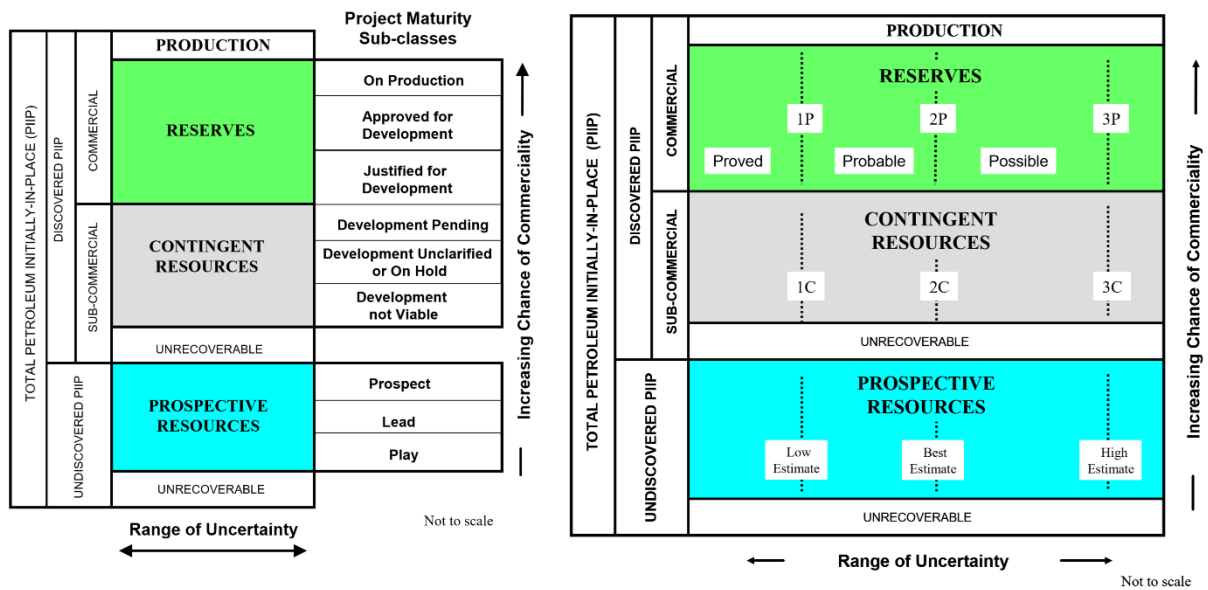 Project Maturity
Sub-classes
TOTAL PETROLEUM INITIALLY-IN-PLACE (PIIP)
DISCOVERED PIIP
UNDISCOVERED PIIP
COMMERCIAL
SUB-COMMERCIAL
PRODUCTION
RESERVES
CONTINGENT
RESOURCES
UNRECOVERABLE
PROSPECTIVE
RESOURCES
UNRECOVERABLE
On Production
Approved for
Development
Justified for
Development
Development Pending
Development Unclarified
or On Hold
Development
not Viable
Prospect
Lead
Play
Increasing Chance of Commerciality
Range of Uncertainty
Not to scale
TOTAL PETROLEUM INITIALLY-IN-PLACE (PIIP)
DISCOVERED PIIP
UNDISCOVERED PIIP
COMMERCIAL
SUB-COMMERCIAL
PRODUCTION
RESERVES
1P 2P 3P
Proved Probable Possible
CONTINGENT
RESOURCES
1C 2C 3C
UNRECOVERABLE
PROSPECTIVE
RESOURCES
Low
Estimate
Best
Estimate
High
Estimate
UNRECOVERABLE
Increasing Chance of Commerciality
Range of Uncertainty
Not to scale